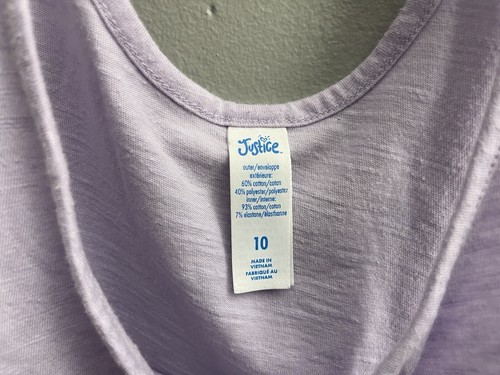 Justice
outer/enveloppe
extérieure:
60% cotton/coton
40% polyester/polyester
inner/interne:
93% cotton/coton
7% elastane/élasthanne
10
MADE IN
VIETNAM
FABRIQUÉ AU
VIETNAM